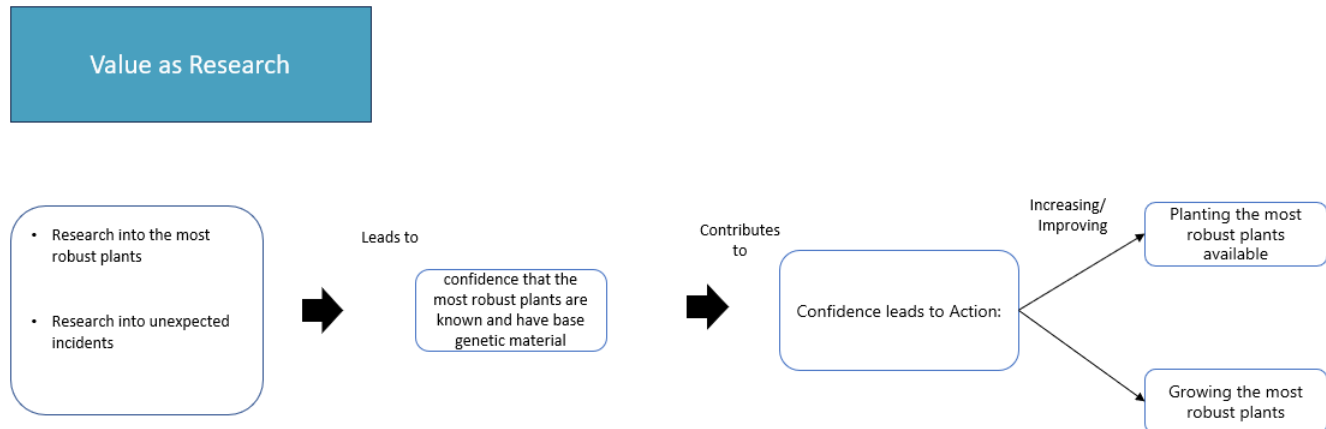 Value as Research
• Research into the most
robust plants
• Research into unexpected
incidents
Leads to
confidence that the
most robust plants are
known and have base
genetic material
Contributes
to
Confidence leads to Action:
Increasing/
Improving
Planting the most
robust plants
available
Growing the most
robust plants